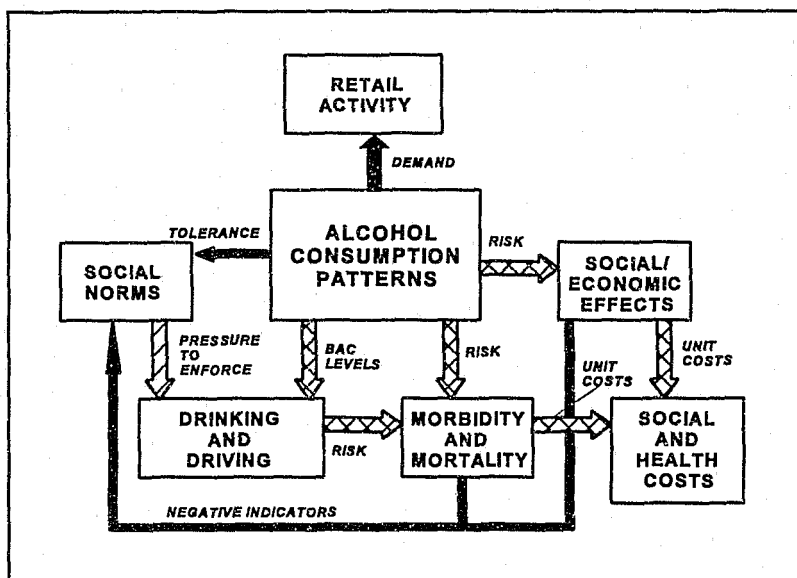 RETAIL
ACTIVITY
DEMAND
TOLERANCE
ALCOHOL
CONSUMPTION
PATTERNS
RISK
SOCIAL
NORMS
SOCIAL/
ECONOMIC
EFFECTS
PRESSURE
TO
ENFORCE
BAC
LEVELS
RISK
UNIT
COSTS
UNIT
COSTS
DRINKING
AND
DRIVING
RISK
MORBIDITY
AND
MORTALITY
SOCIAL
AND
HEALTH
COSTS
NEGATIVE INDICATORS